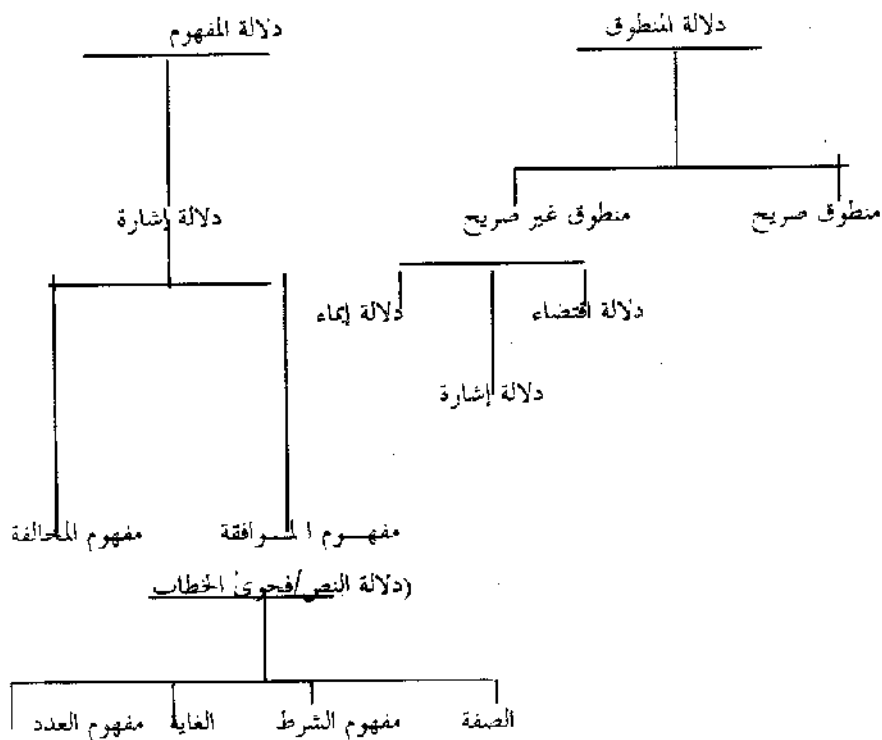 دلالة المنطوق
دلالة المفهوم
منطوق صريح
منطوق غير صريح
دلالة إشارة
دلالة اقتضاء
دلالة إيماء
دلالة إشارة
مفهوم الموافقة
مفهوم المخالفة
(دلالة النص/فحوى الخطاب
الصفة
مفهوم الشرط
الغاية
مفهوم العدد